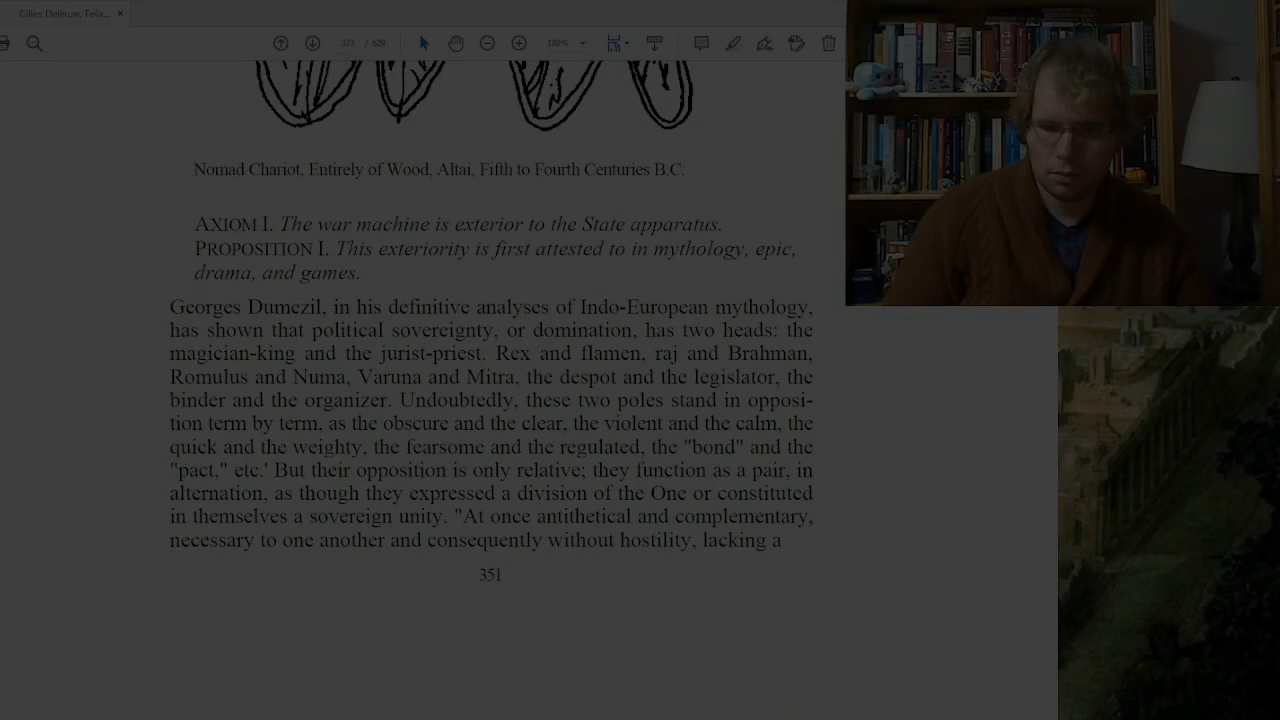 Gilles Deleuze, Felix...
373 / 629
180%
Nomad Chariot, Entirely of Wood, Altai, Fifth to Fourth Centuries B.C.
AXIOM I. The war machine is exterior to the State apparatus.
PROPOSITION I. This exteriority is first attested to in mythology, epic,
drama, and games.
Georges Dumezil, in his definitive analyses of Indo-European mythology,
has shown that political sovereignty, or domination, has two heads: the
magician-king and the jurist-priest. Rex and flamen, raj and Brahman,
Romulus and Numa, Varuna and Mitra, the despot and the legislator, the
binder and the organizer. Undoubtedly, these two poles stand in opposi-
tion term by term, as the obscure and the clear, the violent and the calm, the
quick and the weighty, the fearsome and the regulated, the "bond" and the
"pact," etc.' But their opposition is only relative; they function as a pair, in
alternation, as though they expressed a division of the One or constituted
in themselves a sovereign unity. "At once antithetical and complementary,
necessary to one another and consequently without hostility, lacking a
351